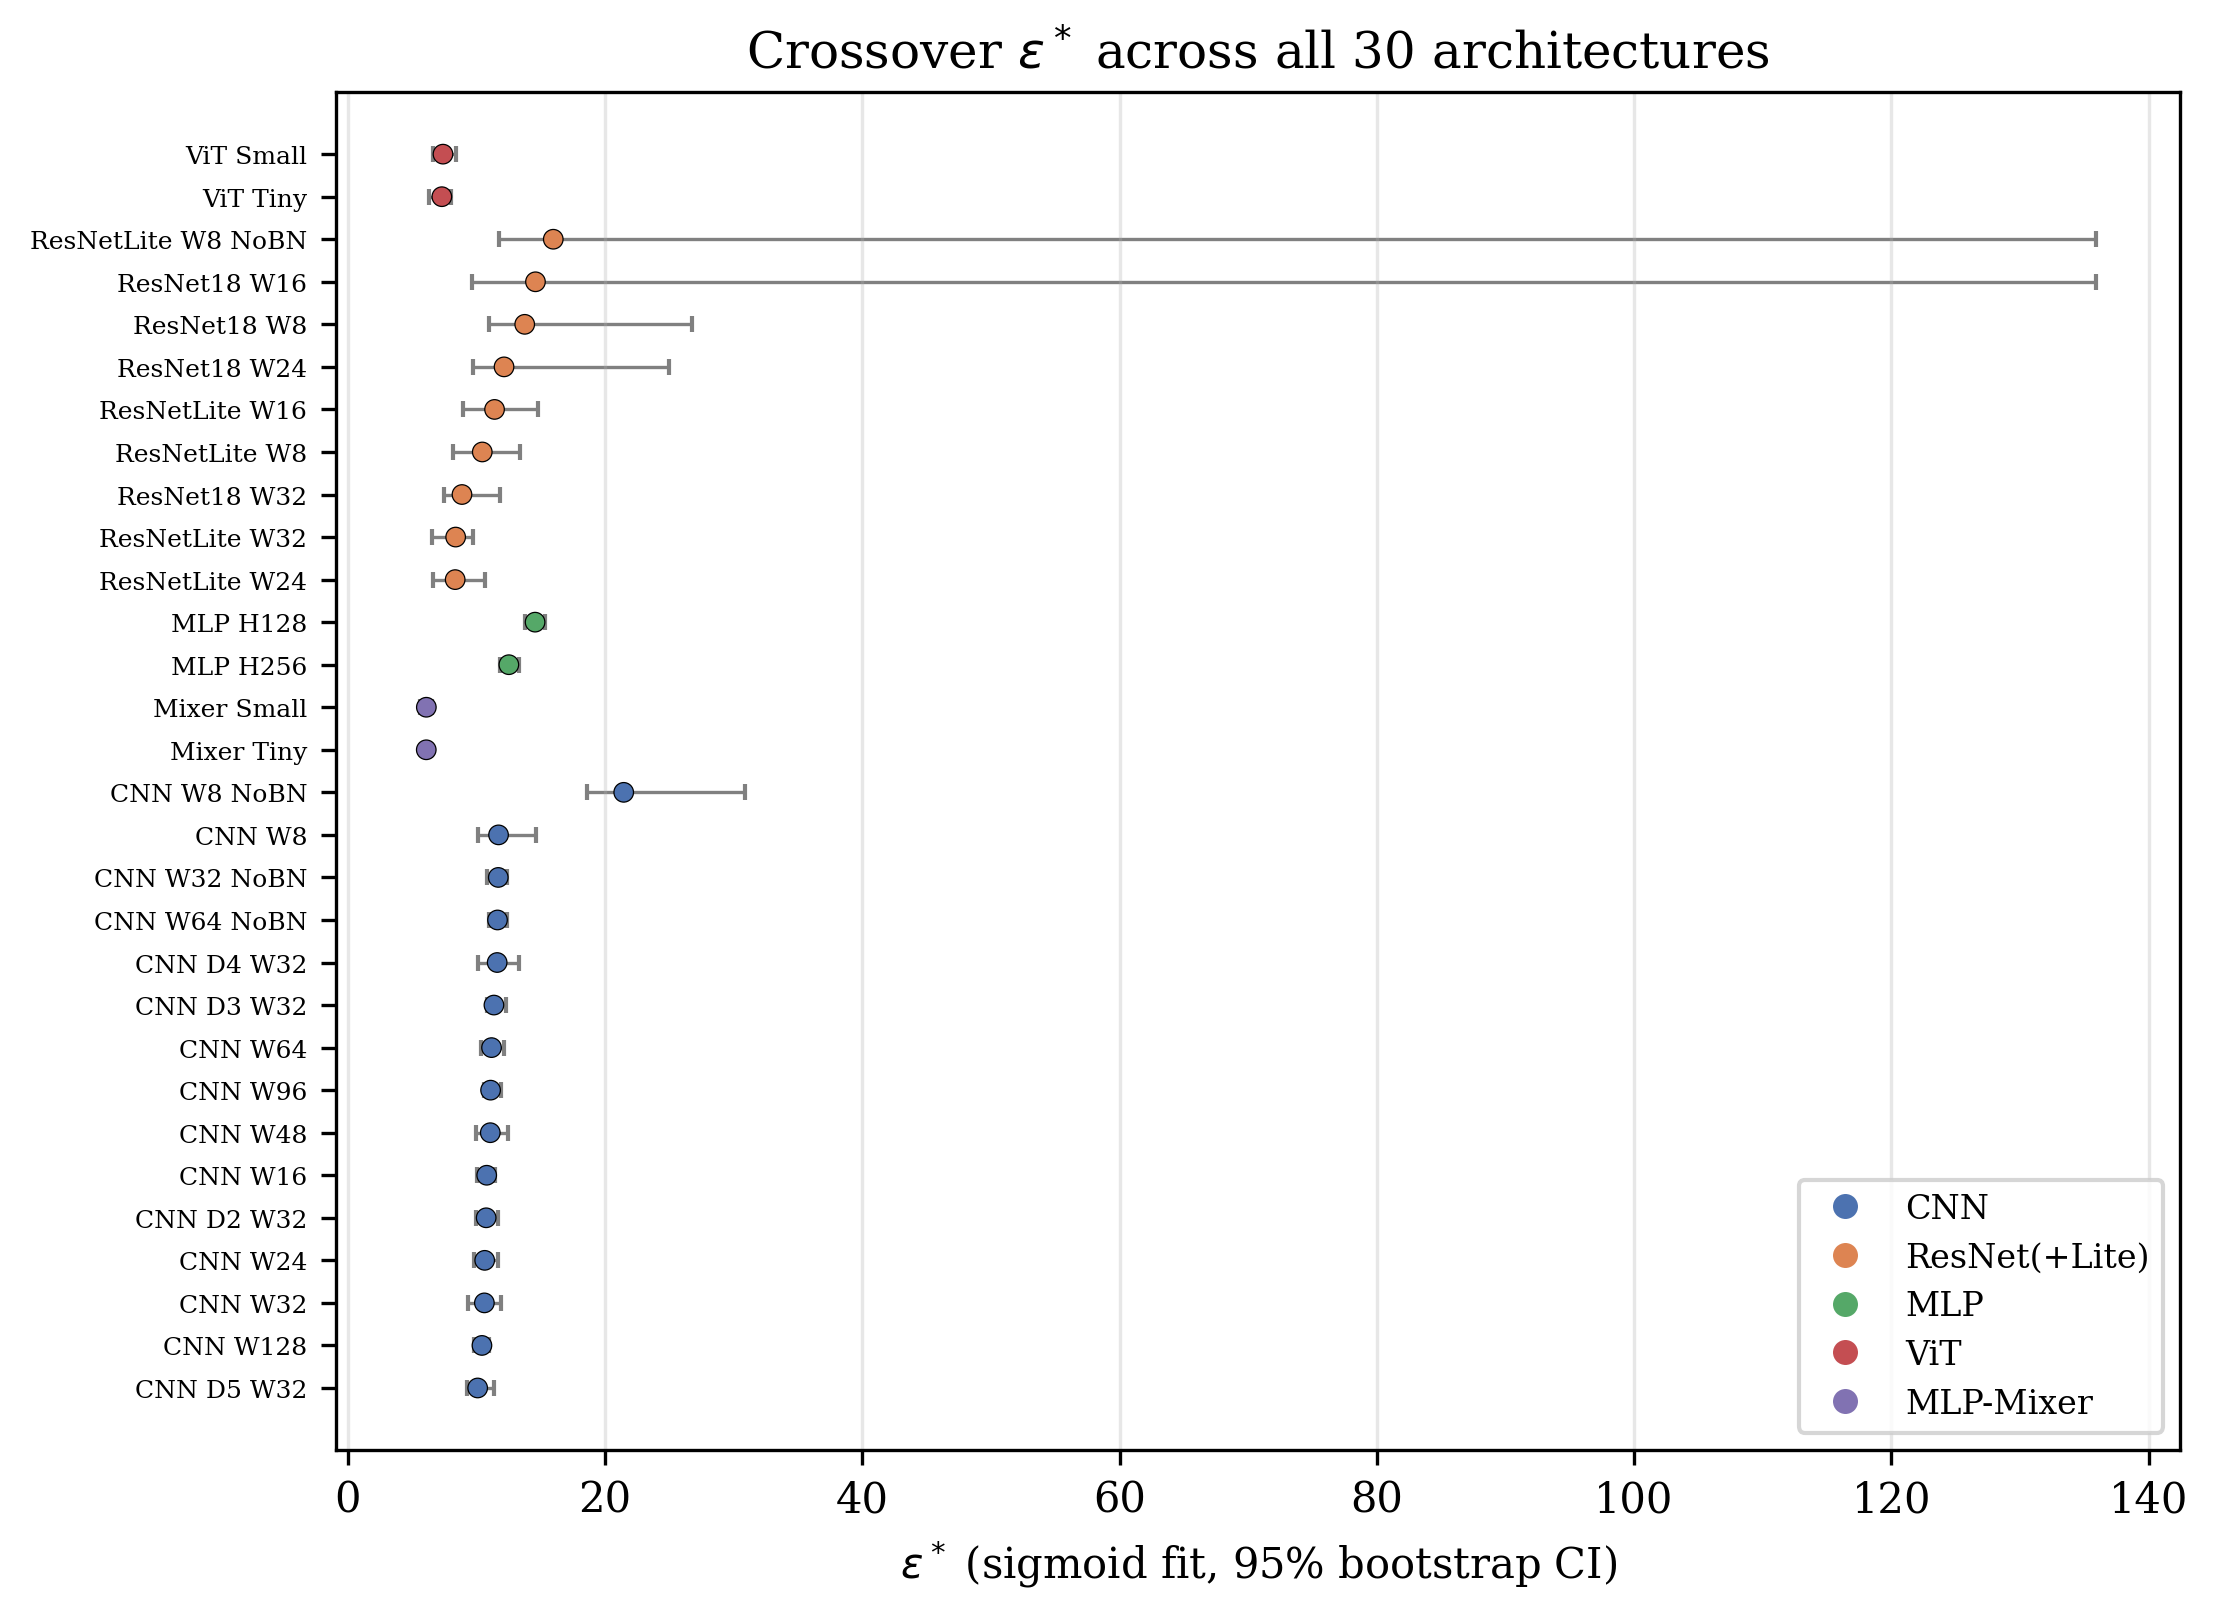 Crossover ε* across all 30 architectures
ViT Small
ViT Tiny
ResNetLite W8 NoBN
ResNet18 W16
ResNet18 W8
ResNet18 W24
ResNetLite W16
ResNetLite W8
ResNet18 W32
ResNetLite W32
ResNetLite W24
MLP H128
MLP H256
Mixer Small
Mixer Tiny
CNN W8 NoBN
CNN W8
CNN W32 NoBN
CNN W64 NoBN
CNN D4 W32
CNN D3 W32
CNN W64
CNN W96
CNN W48
CNN W16
CNN D2 W32
CNN W24
CNN W32
CNN W128
CNN D5 W32
CNN
ResNet(+Lite)
MLP
ViT
MLP-Mixer
0 20 40 60 80 100 120 140
ε* (sigmoid fit, 95% bootstrap CI)